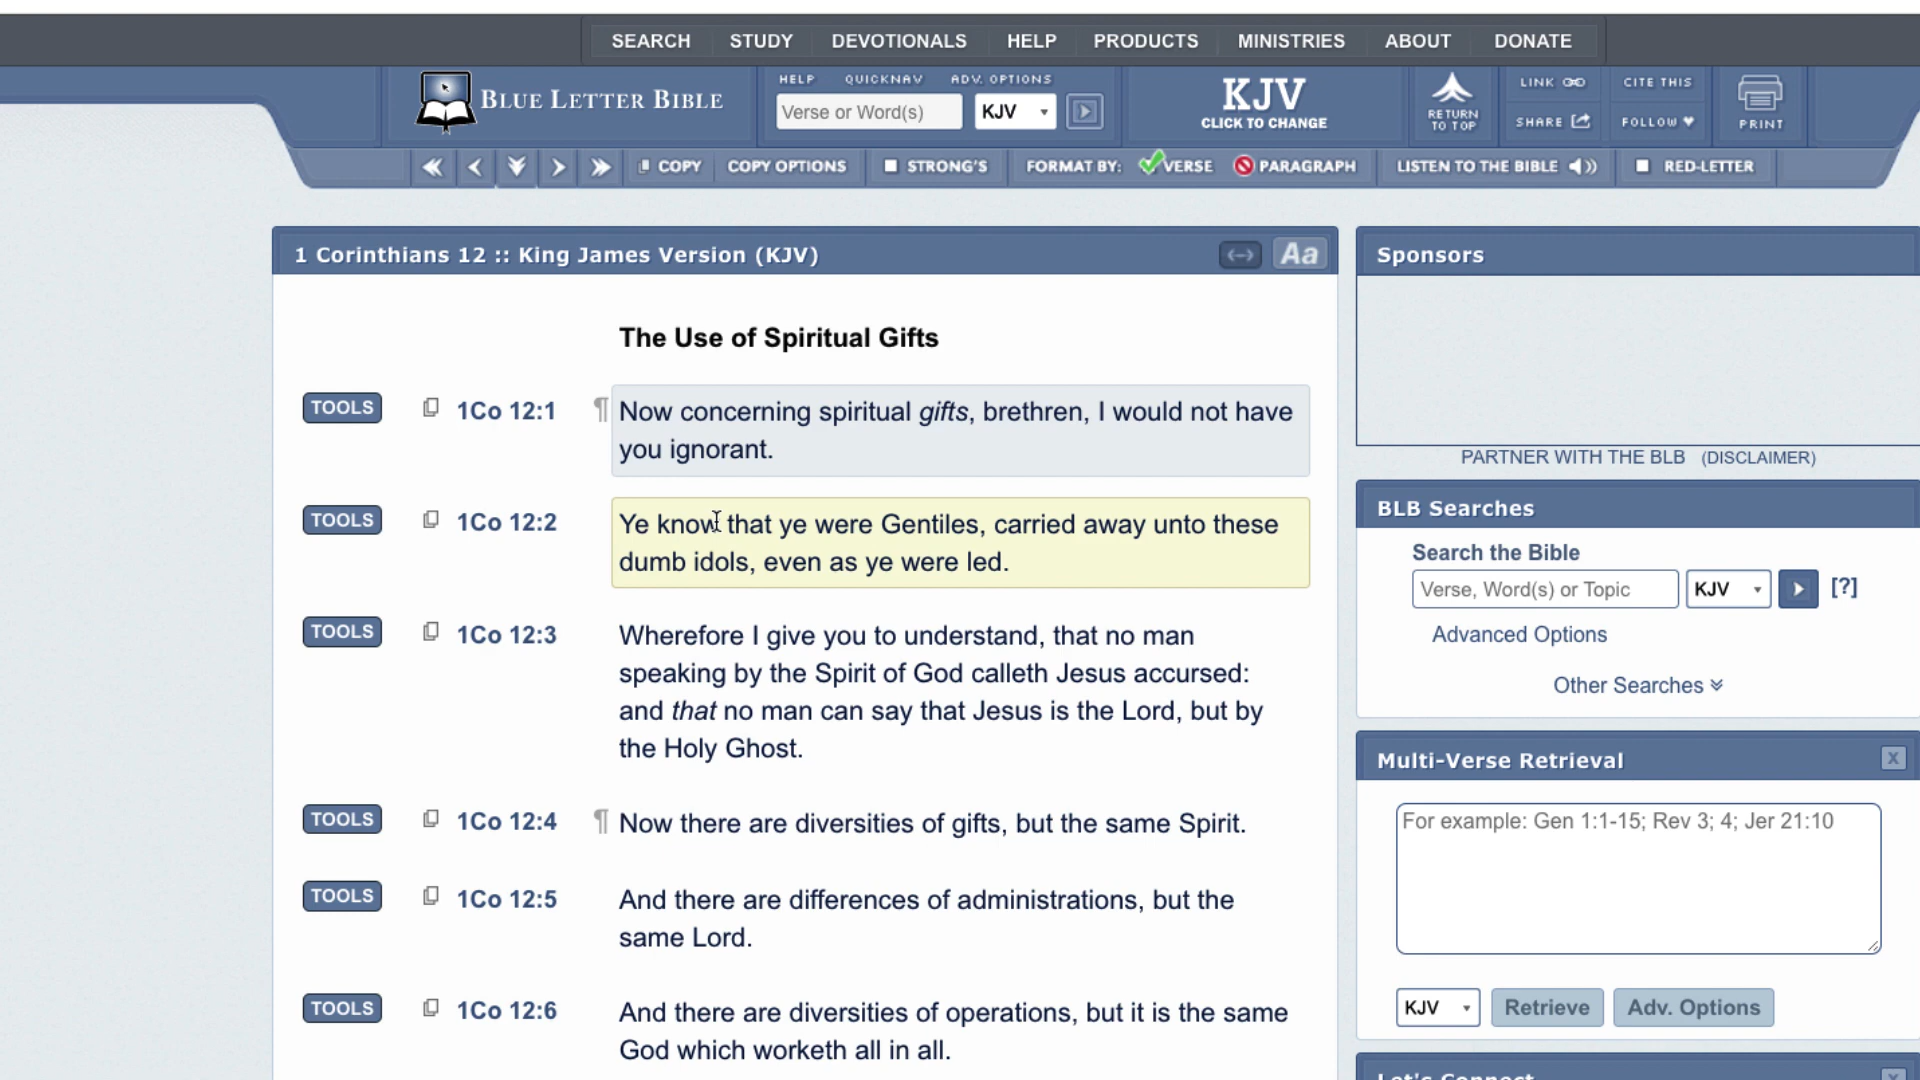 SEARCH STUDY DEVOTIONALS HELP PRODUCTS MINISTRIES ABOUT DONATE
BLUE LETTER BIBLE
HELP QUICKNAV ADV. OPTIONS
Verse or Word(s) KJV
KJV
CLICK TO CHANGE
RETURN
TO TOP
LINK CITE THIS
SHARE FOLLOW
PRINT
COPY COPY OPTIONS STRONG'S FORMAT BY: VERSE PARAGRAPH LISTEN TO THE BIBLE RED-LETTER
1 Corinthians 12 :: King James Version (KJV) Aa
The Use of Spiritual Gifts
TOOLS 1Co 12:1 ¶ Now concerning spiritual gifts, brethren, I would not have
you ignorant.
TOOLS 1Co 12:2 Ye know that ye were Gentiles, carried away unto these
dumb idols, even as ye were led.
TOOLS 1Co 12:3 Wherefore I give you to understand, that no man
speaking by the Spirit of God calleth Jesus accursed:
and that no man can say that Jesus is the Lord, but by
the Holy Ghost.
TOOLS 1Co 12:4 ¶ Now there are diversities of gifts, but the same Spirit.
TOOLS 1Co 12:5 And there are differences of administrations, but the
same Lord.
TOOLS 1Co 12:6 And there are diversities of operations, but it is the same
God which worketh all in all.
Sponsors
PARTNER WITH THE BLB (DISCLAIMER)
BLB Searches
Search the Bible
Verse, Word(s) or Topic KJV [?]
Advanced Options
Other Searches
Multi-Verse Retrieval X
For example: Gen 1:1-15; Rev 3; 4; Jer 21:10
KJV Retrieve Adv. Options
Let's Connect X